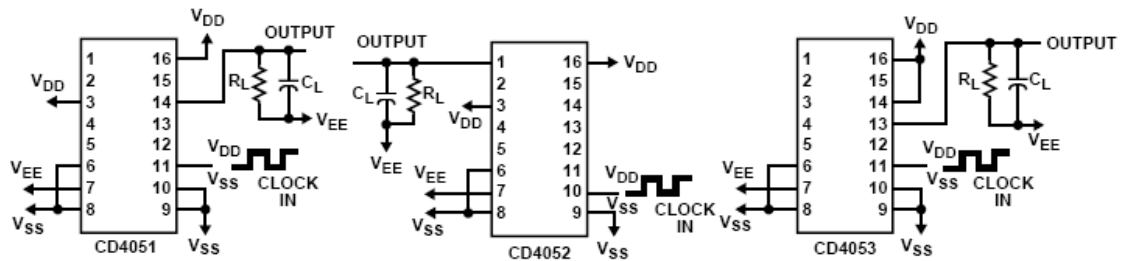 VDD
OUTPUT
1 16
2 15
VDD 3 14
4 13
5 12
6 11
VEE 7 10
VSS 8 9
RL CL
VEE
VDD
VSS CLOCK IN
VSS
CD4051
OUTPUT
CL RL
VEE
1 16 VDD
2 15
VDD 3 14
4 13
5 12
6 11
VEE 7 10
VSS 8 9
VDD
VSS CLOCK IN
VSS
CD4052
VDD
OUTPUT
1 16
2 15
3 14
4 13
5 12
6 11
VEE 7 10
VSS 8 9
RL CL
VEE
VDD
VSS CLOCK IN
VSS
CD4053